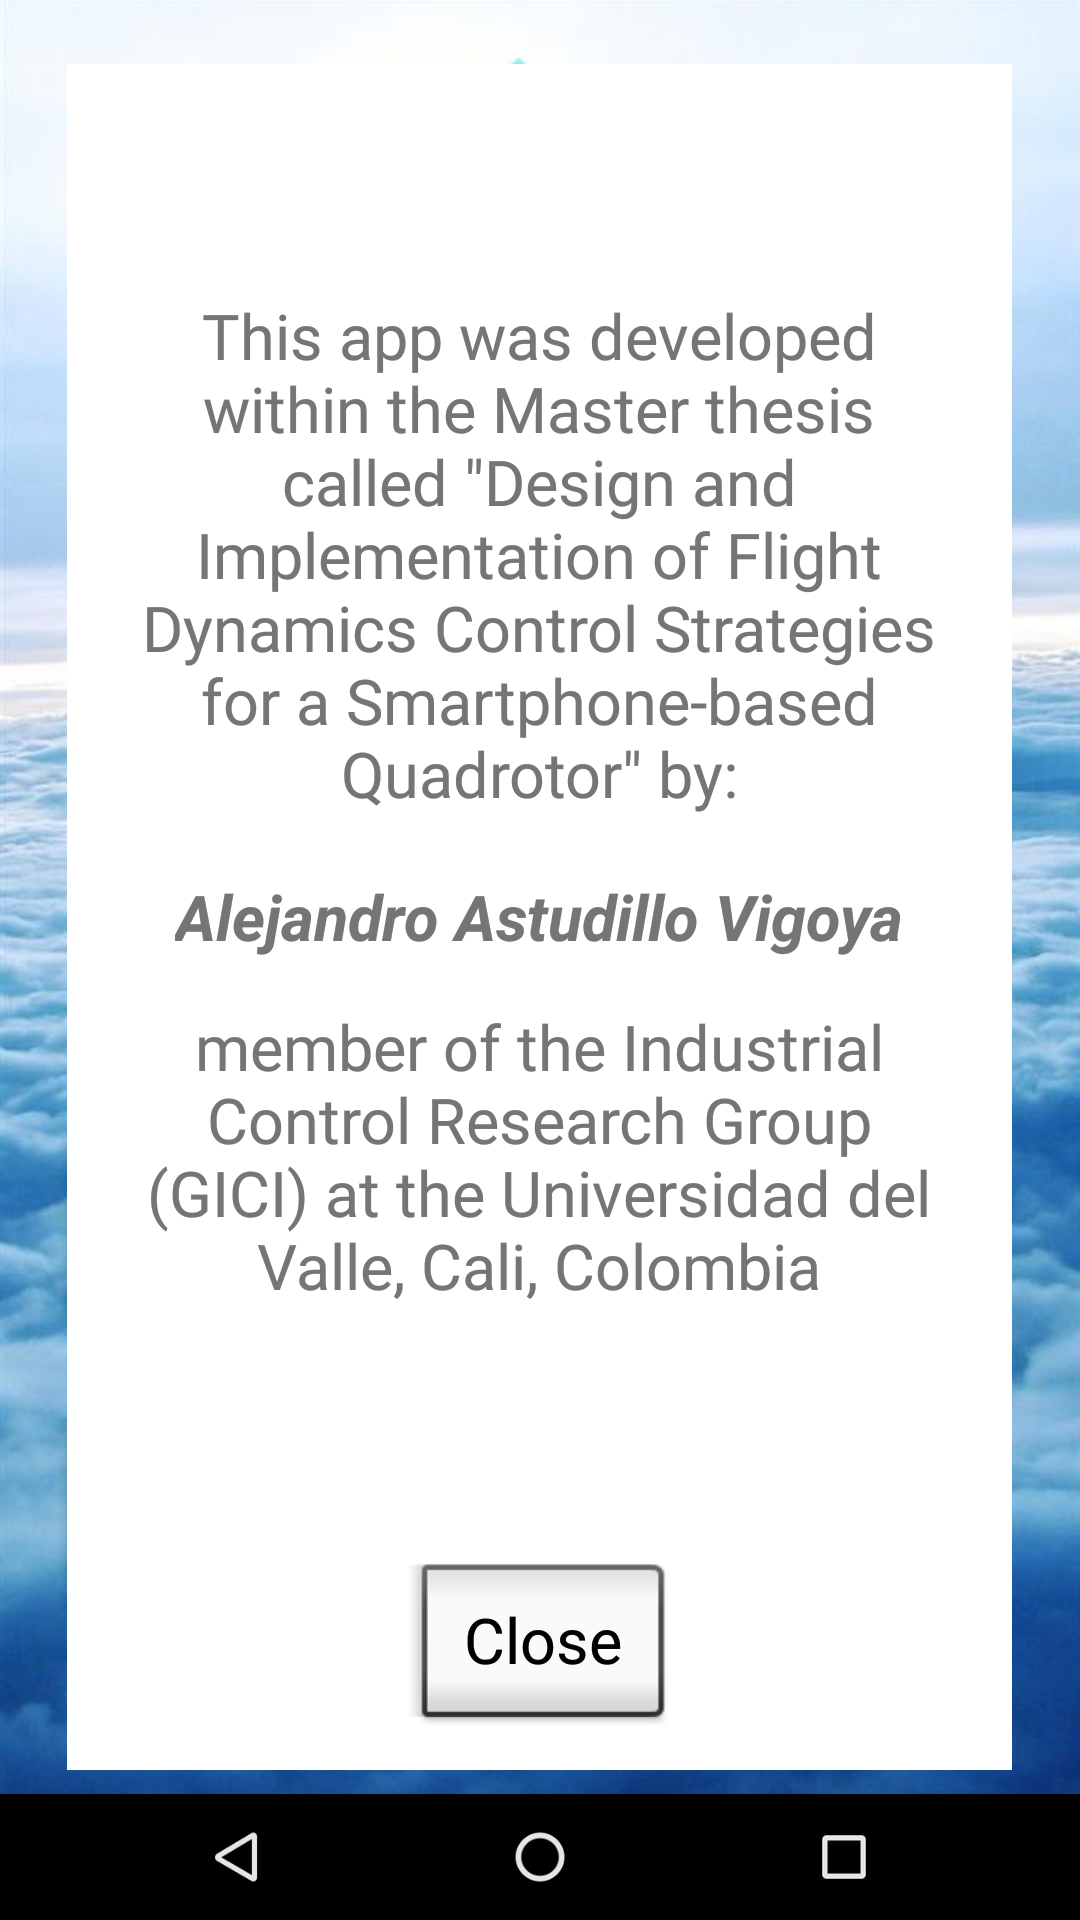 This app was developed
within the Master thesis
called "Design and
Implementation of Flight
Dynamics Control Strategies
for a Smartphone-based
Quadrotor" by:
Alejandro Astudillo Vigoya
member of the Industrial
Control Research Group
(GICI) at the Universidad del
Valle, Cali, Colombia
Close